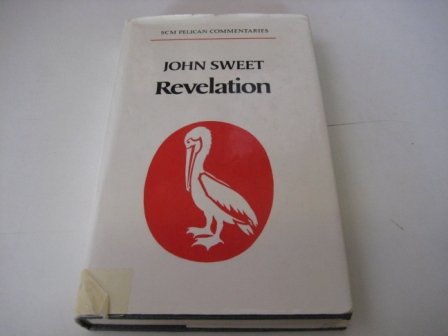 SCM PELICAN COMMENTARIES
JOHN SWEET
Revelation